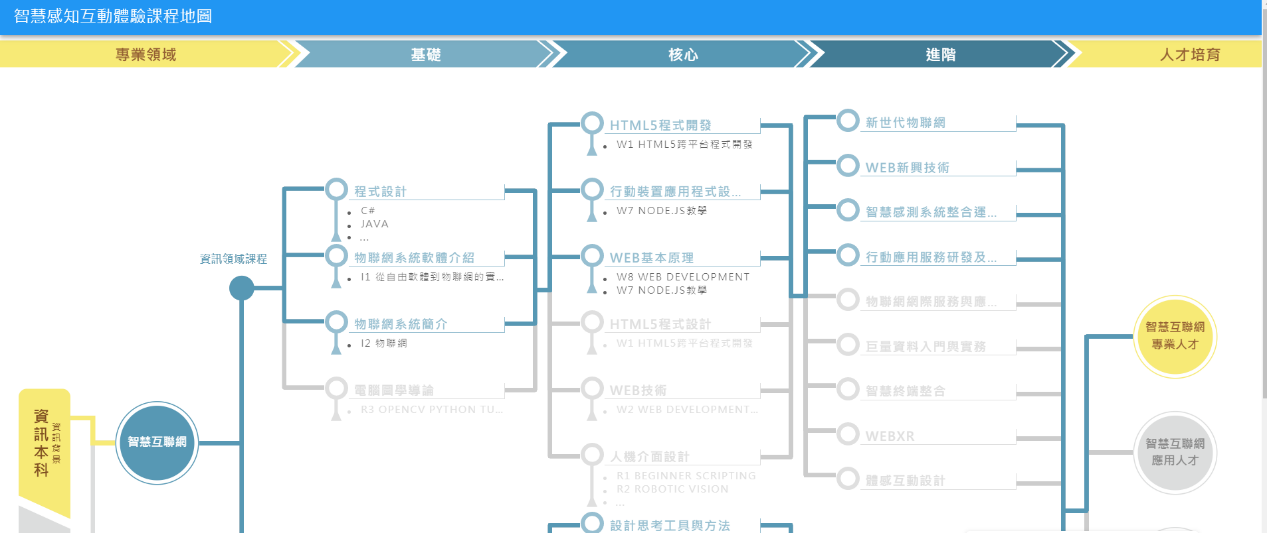 智慧感知互動體驗課程地圖
專業領域
基礎
核心
進階
人才培育
資訊本科
智慧互聯網
資訊領域課程
程式設計
C#
JAVA
...
物聯網系統軟體介紹
I1 從自由軟體到物聯網的實...
物聯網系統簡介
I2 物聯網
電腦圖學導論
R3 OPENCV PYTHON TU...
HTML5程式開發
W1 HTML5跨平台程式開發
行動裝置應用程式設...
W7 NODE.JS教學
WEB基本原理
W8 WEB DEVELOPMENT
W7 NODE.JS教學
HTML5程式設計
W1 HTML5跨平台程式開發
WEB技術
W2 WEB DEVELOPMENT...
人機介面設計
R1 BEGINNER SCRIPTING
R2 ROBOTIC VISION
...
設計思考工具與方法
新世代物聯網
WEB新興技術
智慧感測系統整合運...
行動應用服務研發及...
物聯網網際服務與應...
巨量資料入門與實務
智慧終端整合
WEBXR
體感互動設計
智慧互聯網
專業人才
智慧互聯網
應用人才